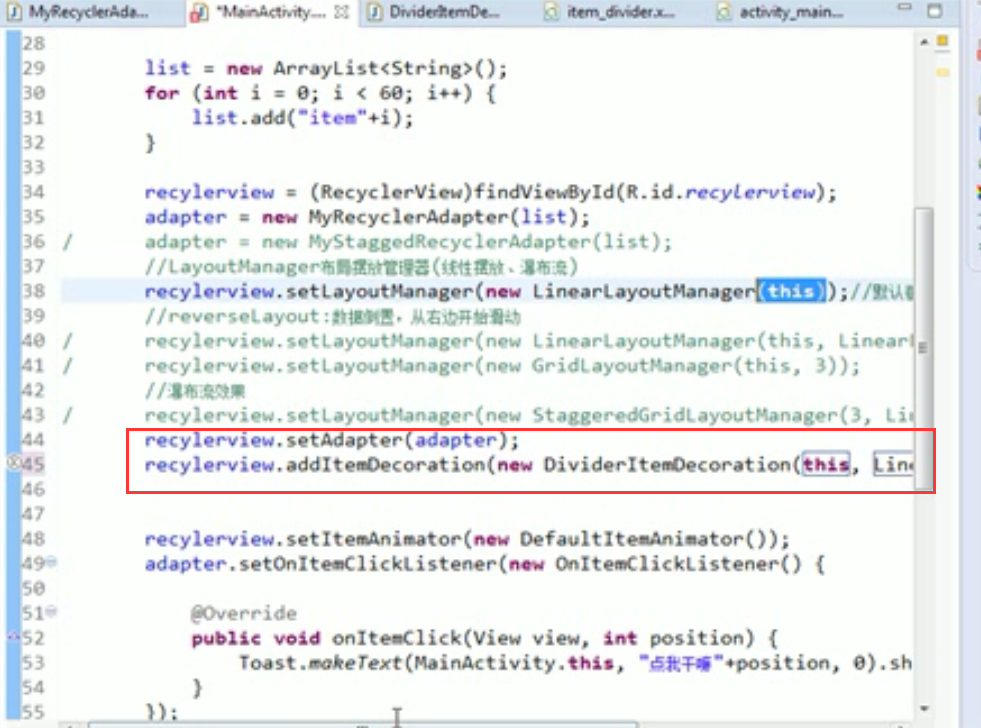 MyRecyclerAda... *MainActivity.... DividerItemDe... item_divider.x... activity_main...
28
29 list = new ArrayList<String>();
30 for (int i = 0; i < 60; i++) {
31 list.add("item"+i);
32 }
33
34 recylerview = (RecyclerView)findViewById(R.id.recylerview);
35 adapter = new MyRecyclerAdapter(list);
36 / adapter = new MyStaggedRecyclerAdapter(list);
37 //LayoutManager布局摆放管理器(线性摆放、瀑布流)
38 recylerview.setLayoutManager(new LinearLayoutManager(this));//默认
39 //reverseLayout:数据倒置，从右边开始滑动
40 / recylerview.setLayoutManager(new LinearLayoutManager(this, Linear
41 / recylerview.setLayoutManager(new GridLayoutManager(this, 3));
42 //瀑布流效果
43 / recylerview.setLayoutManager(new StaggeredGridLayoutManager(3, Li
44 recylerview.setAdapter(adapter);
45 recylerview.addItemDecoration(new DividerItemDecoration(this, Line
46
47
48 recylerview.setItemAnimator(new DefaultItemAnimator());
49 adapter.setOnItemClickListener(new OnItemClickListener() {
50
51 @Override
52 public void onItemClick(View view, int position) {
53 Toast.makeText(MainActivity.this, "点我干嘛"+position, 0).sh
54 }
55 });